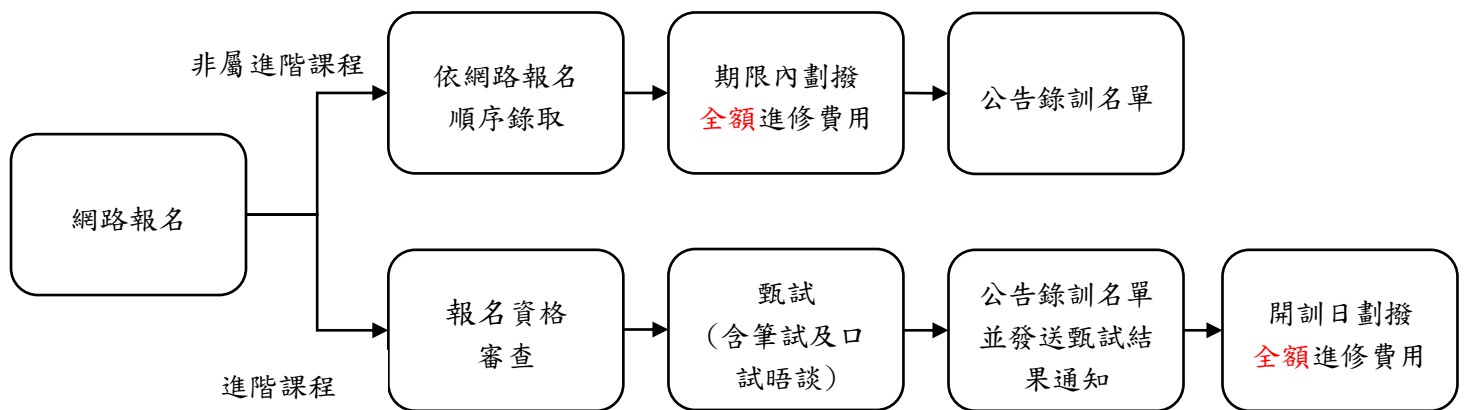 非屬進階課程
依網路報名
順序錄取
期限內劃撥
全額進修費用
公告錄訓名單
網路報名
進階課程
報名資格
審查
甄試
（含筆試及口
試晤談）
公告錄訓名單
並發送甄試結
果通知
開訓日劃撥
全額進修費用